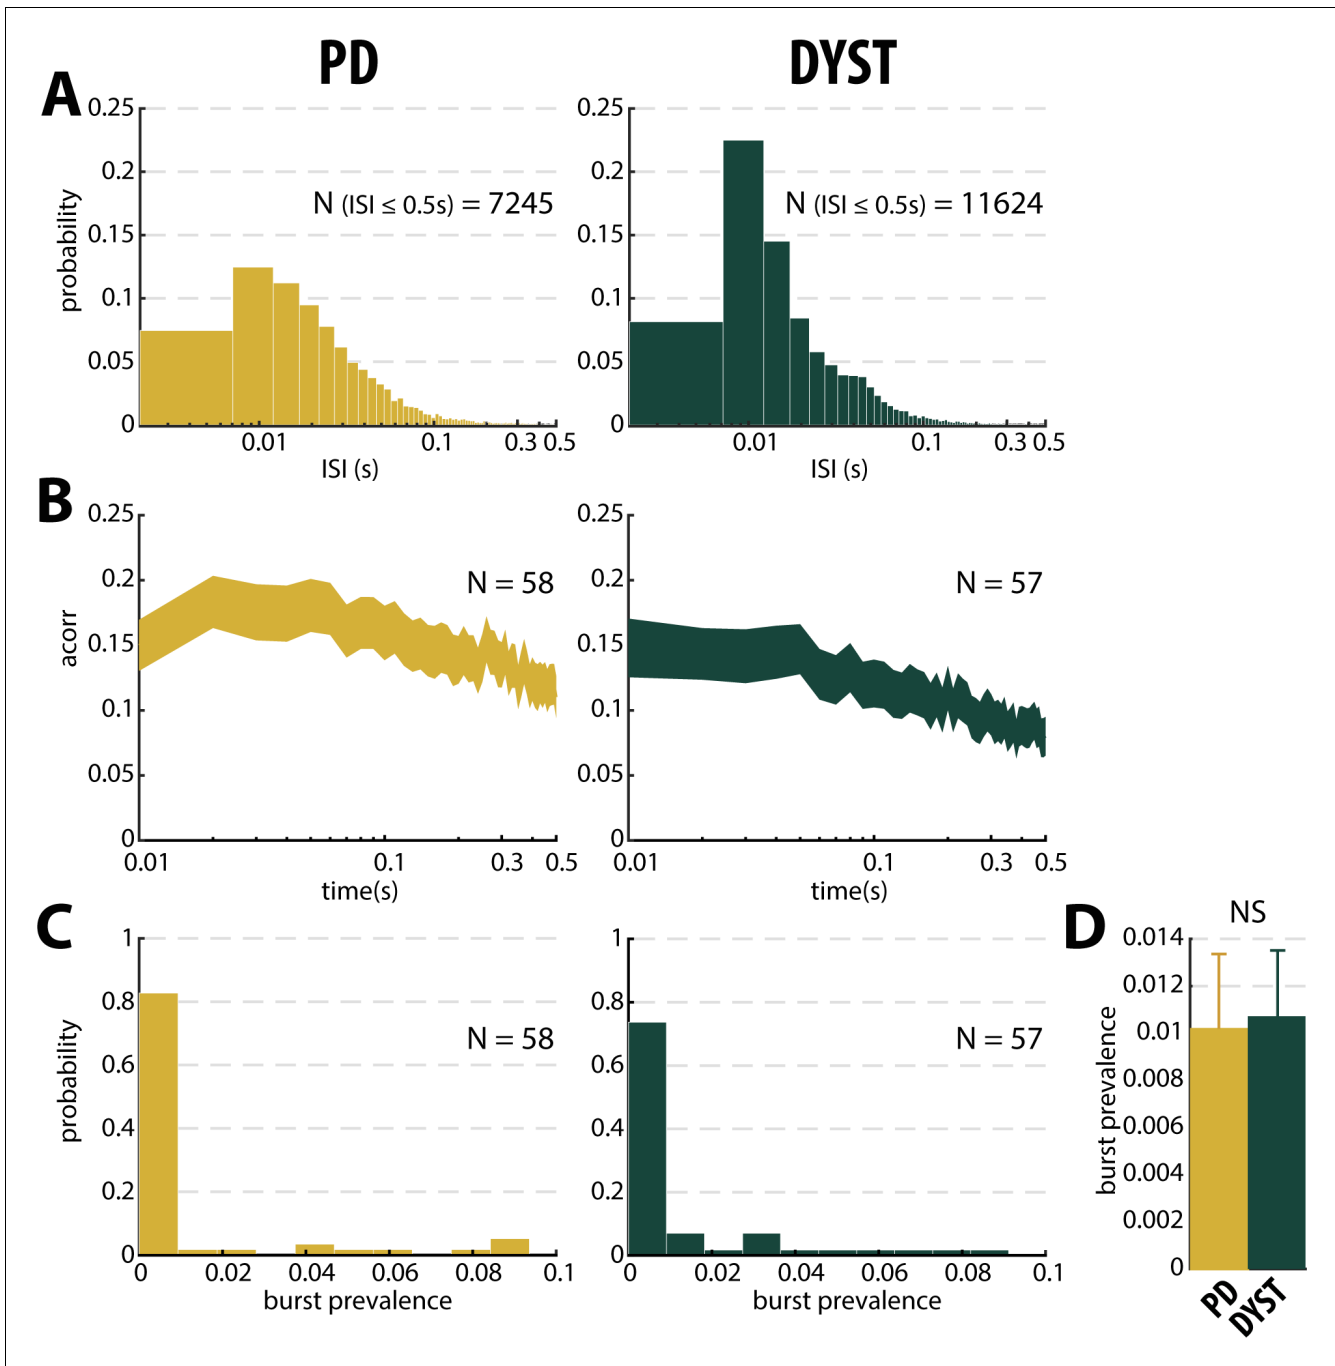 PD
DYST
A
0.25
0.2
0.15
0.1
0.05
0
probability
N (ISI ≤ 0.5s) = 7245
0.01
0.1
0.3
0.5
ISI (s)
N (ISI ≤ 0.5s) = 11624
0.25
0.2
0.15
0.1
0.05
0
0.01
0.1
0.3
0.5
ISI (s)
B
0.25
0.2
0.15
0.1
0.05
0
acorr
N = 58
0.01
0.1
0.3
0.5
time(s)
0.25
0.2
0.15
0.1
0.05
0
N = 57
0.01
0.1
0.3
0.5
time(s)
C
1
0.8
0.6
0.4
0.2
0
probability
N = 58
0
0.02
0.04
0.06
0.08
0.1
burst prevalence
1
0.8
0.6
0.4
0.2
0
N = 57
0
0.02
0.04
0.06
0.08
0.1
burst prevalence
D
NS
0.014
0.012
0.01
0.008
0.006
0.004
0.002
0
burst prevalence
PD
DYST